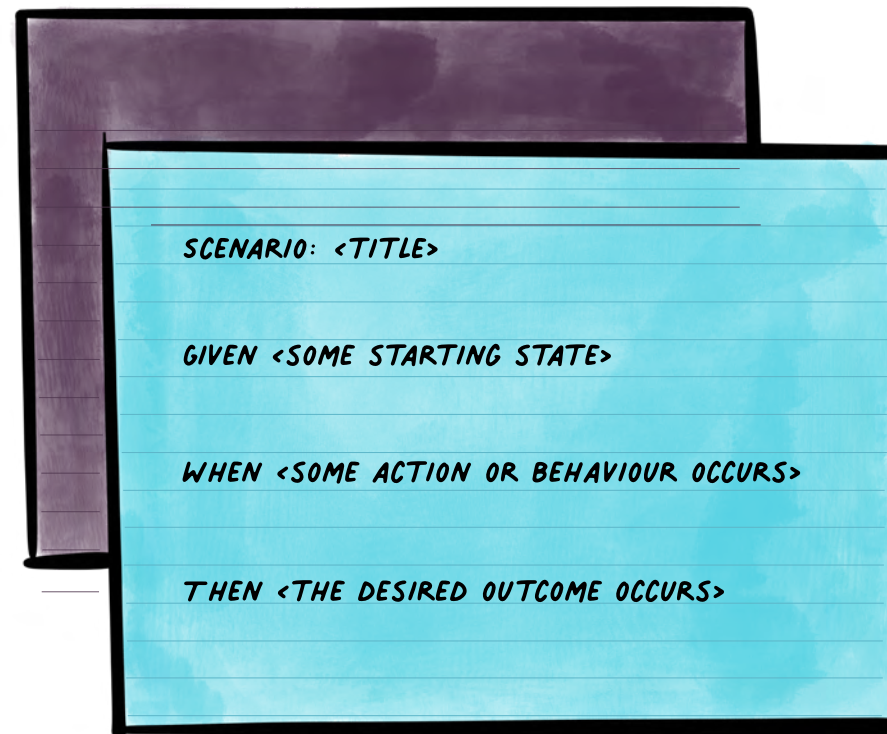 SCENARIO: <TITLE>
GIVEN <SOME STARTING STATE>
WHEN <SOME ACTION OR BEHAVIOUR OCCURS>
THEN <THE DESIRED OUTCOME OCCURS>